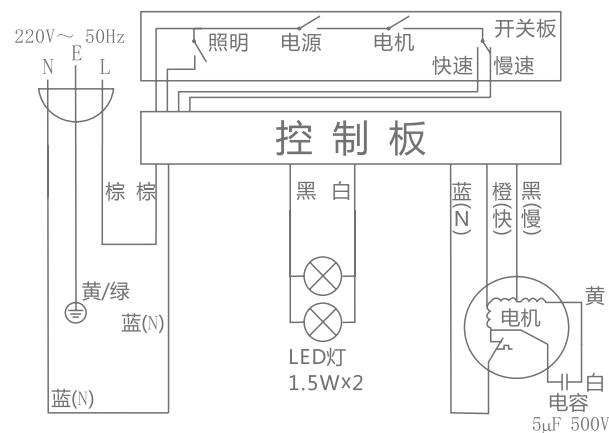 220V～ 50Hz
N E L
照明 电源 电机 开关板
快速 慢速
控制板
棕 棕
黑 白
蓝(N) 橙(快) 黑(慢)
黄/绿
蓝(N)
蓝(N)
LED灯
1.5W×2
电机
黄
白
电容
5μF 500V